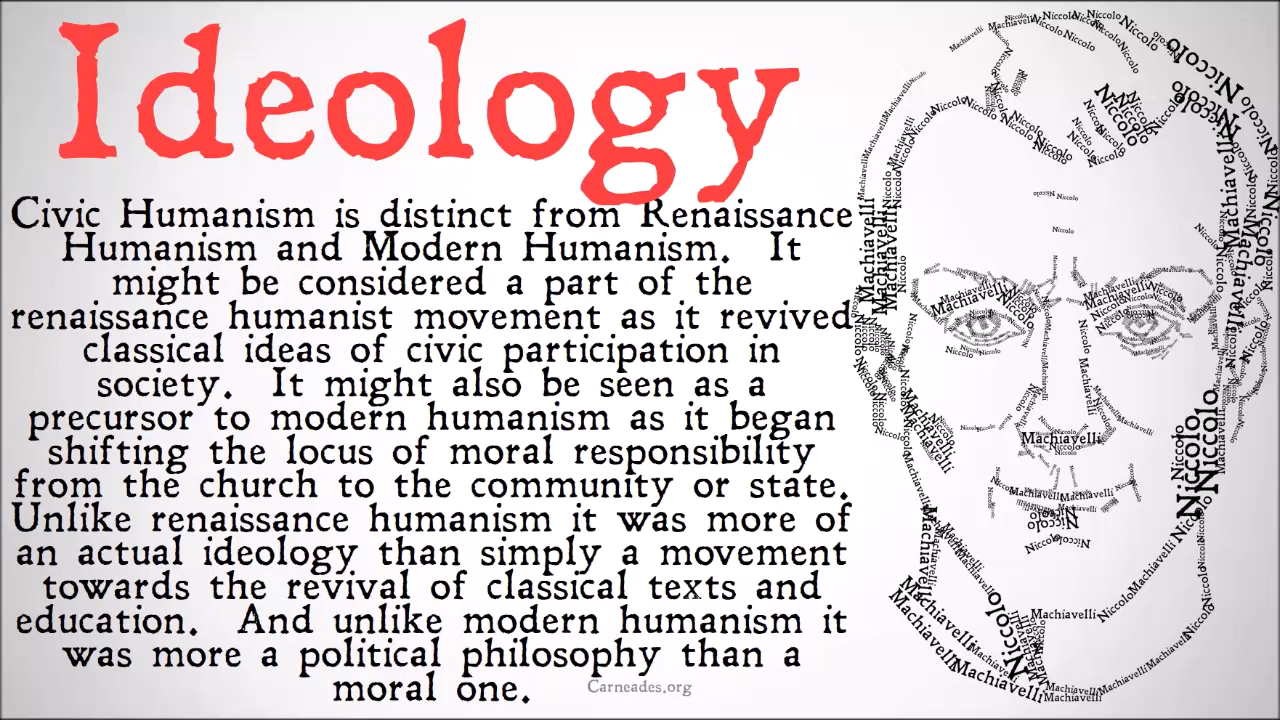 Ideology
Civic Humanism is distinct from Renaissance
Humanism and Modern Humanism. It
might be considered a part of the
renaissance humanist movement as it revived
classical ideas of civic participation in
society. It might also be seen as a
precursor to modern humanism as it began
shifting the locus of moral responsibility
from the church to the community or state.
Unlike renaissance humanism it was more of
an actual ideology than simply a movement
towards the revival of classical texts and
education. And unlike modern humanism it
was more a political philosophy than a
moral one.
Carneades.org
Niccolo
Machiavelli